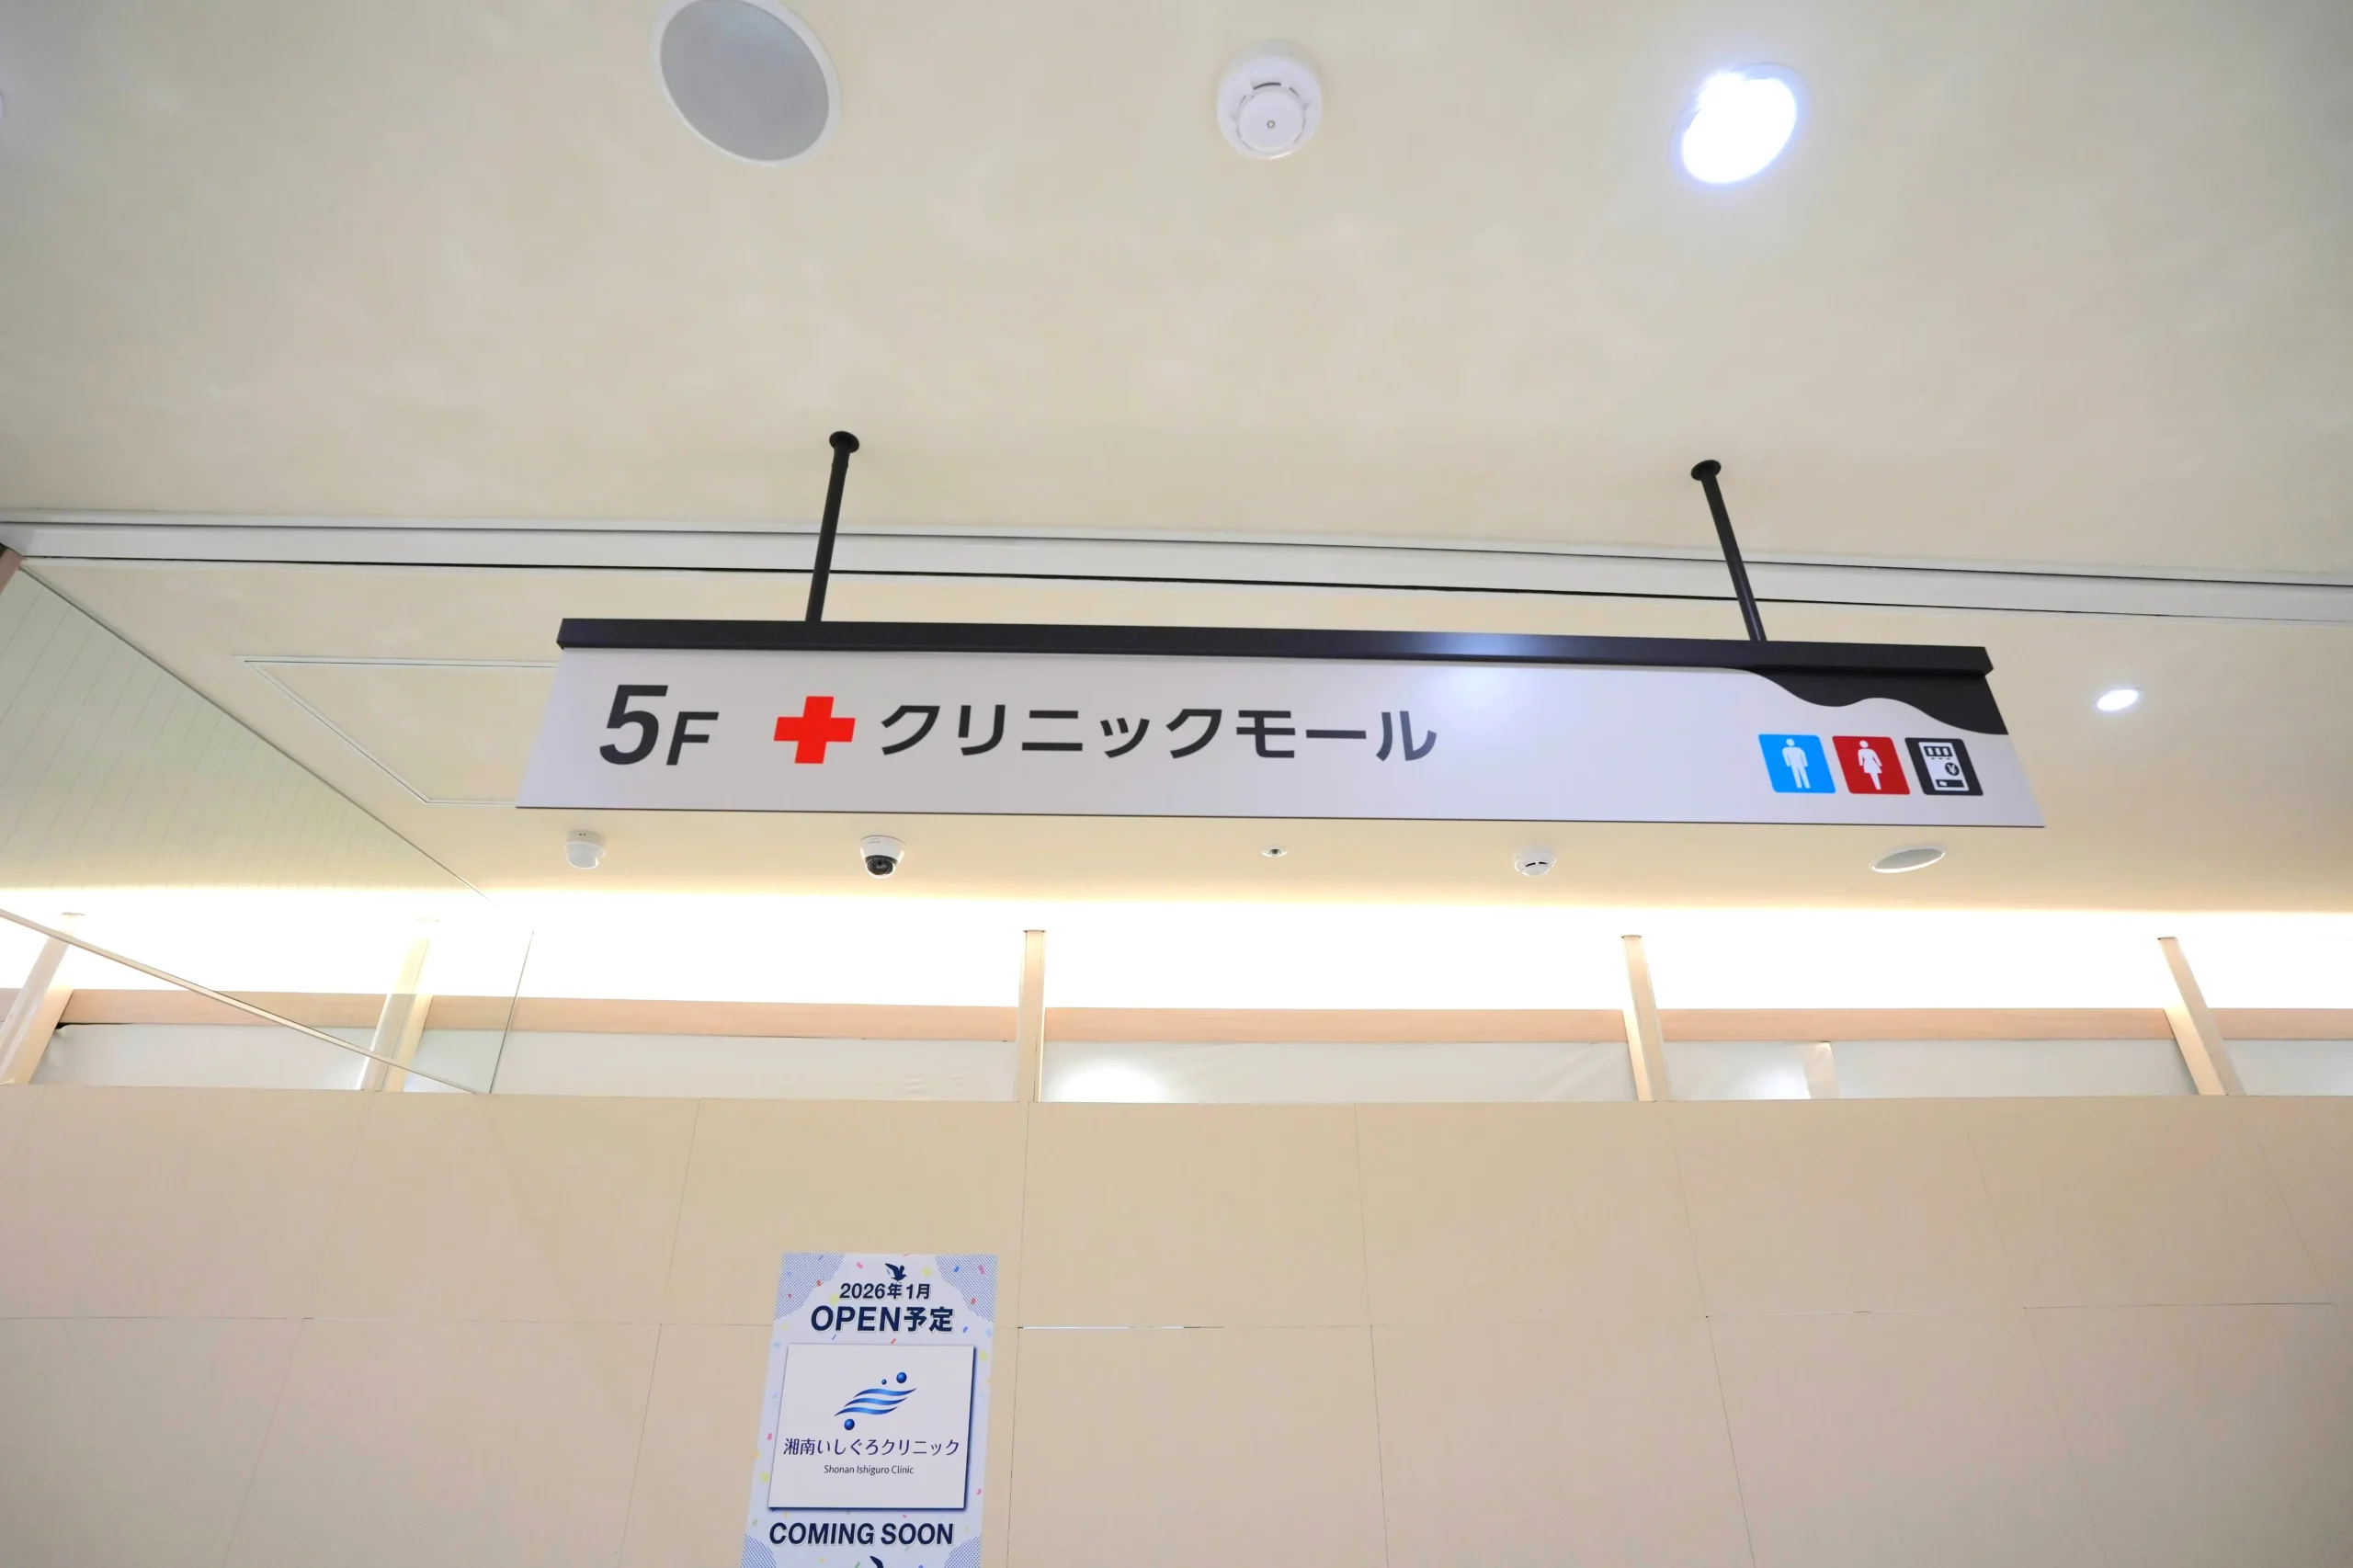 5F クリニックモール
2026年1月
OPEN予定
湘南いしぐろクリニック
Shonan Ishiguro Clinic
COMING SOON